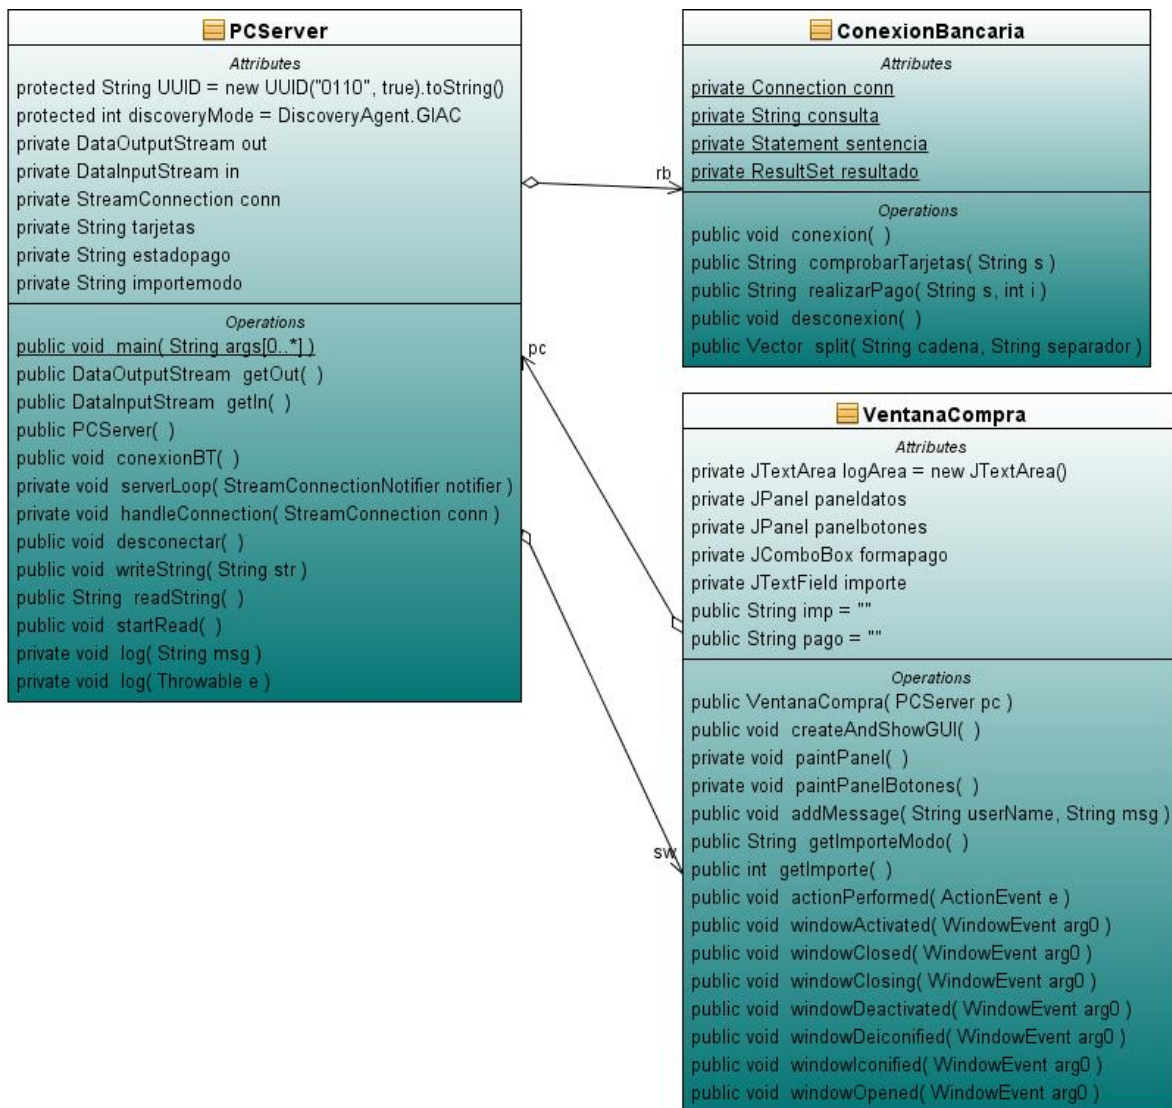 PCServer
Attributes
protected String UUID = new UUID("0110", true).toString()
protected int discoveryMode = DiscoveryAgent.GIAC
private DataOutputStream out
private DataInputStream in
private StreamConnection conn
private String tarjetas
private String estadopago
private String importemodo
Operations
public void main( String args[0..*] )
public DataOutputStream getOut( )
public DataInputStream getIn( )
public PCServer( )
public void conexionBT( )
private void serverLoop( StreamConnectionNotifier notifier )
private void handleConnection( StreamConnection conn )
public void desconectar( )
public void writeString( String str )
public String readString( )
public void startRead( )
private void log( String msg )
private void log( Throwable e )
rb
pc
sw
ConexionBancaria
Attributes
private Connection conn
private String consulta
private Statement sentencia
private ResultSet resultado
Operations
public void conexion( )
public String comprobarTarjetas( String s )
public String realizarPago( String s, int i )
public void desconexion( )
public Vector split( String cadena, String separador )
VentanaCompra
Attributes
private JTextArea logArea = new JTextArea()
private JPanel paneldatos
private JPanel panelbotones
private JComboBox formapago
private JTextField importe
public String imp = ""
public String pago = ""
Operations
public VentanaCompra( PCServer pc )
public void createAndShowGUI( )
private void paintPanel( )
private void paintPanelBotones( )
public void addMessage( String userName, String msg )
public String getImporteModo( )
public int getImporte( )
public void actionPerformed( ActionEvent e )
public void windowActivated( WindowEvent arg0 )
public void windowClosed( WindowEvent arg0 )
public void windowClosing( WindowEvent arg0 )
public void windowDeactivated( WindowEvent arg0 )
public void windowDeiconified( WindowEvent arg0 )
public void windowIconified( WindowEvent arg0 )
public void windowOpened( WindowEvent arg0 )